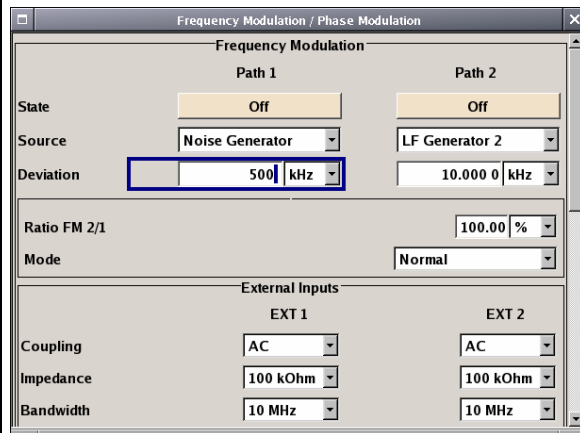 Frequency Modulation / Phase Modulation
Frequency Modulation
Path 1 Path 2
State Off Off
Source Noise Generator LF Generator 2
Deviation 500 kHz 10.000 0 kHz
Ratio FM 2/1 100.00 %
Mode Normal
External Inputs
EXT 1 EXT 2
Coupling AC AC
Impedance 100 kOhm 100 kOhm
Bandwidth 10 MHz 10 MHz